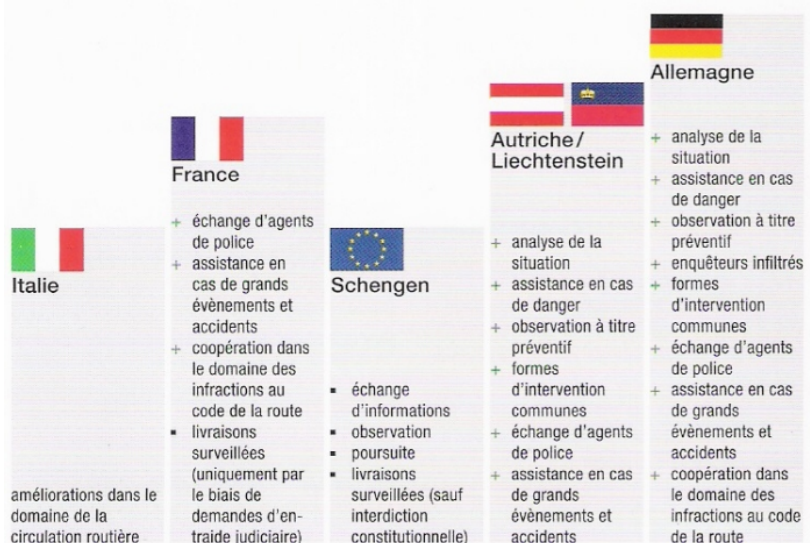 Italie
améliorations dans le
domaine de la
circulation routière
France
+ échange d'agents
de police
+ assistance en
cas de grands
évènements et
accidents
+ coopération dans
le domaine des
infractions au
code de la route
▪ livraisons
surveillées
(uniquement par
le biais de
demandes d'en-
traide judiciaire)
Schengen
▪ échange
d'informations
▪ observation
▪ poursuite
▪ livraisons
surveillées (sauf
interdiction
constitutionnelle)
Autriche/
Liechtenstein
+ analyse de la
situation
+ assistance en cas
de danger
+ observation à titre
préventif
+ formes
d'intervention
communes
+ échange d'agents
de police
+ assistance en cas
de grands
évènements et
accidents
Allemagne
+ analyse de la
situation
+ assistance en cas
de danger
+ observation à titre
préventif
+ enquêteurs infiltrés
+ formes
d'intervention
communes
+ échange d'agents
de police
+ assistance en cas
de grands
évènements et
accidents
+ coopération dans
le domaine des
infractions au code
de la route